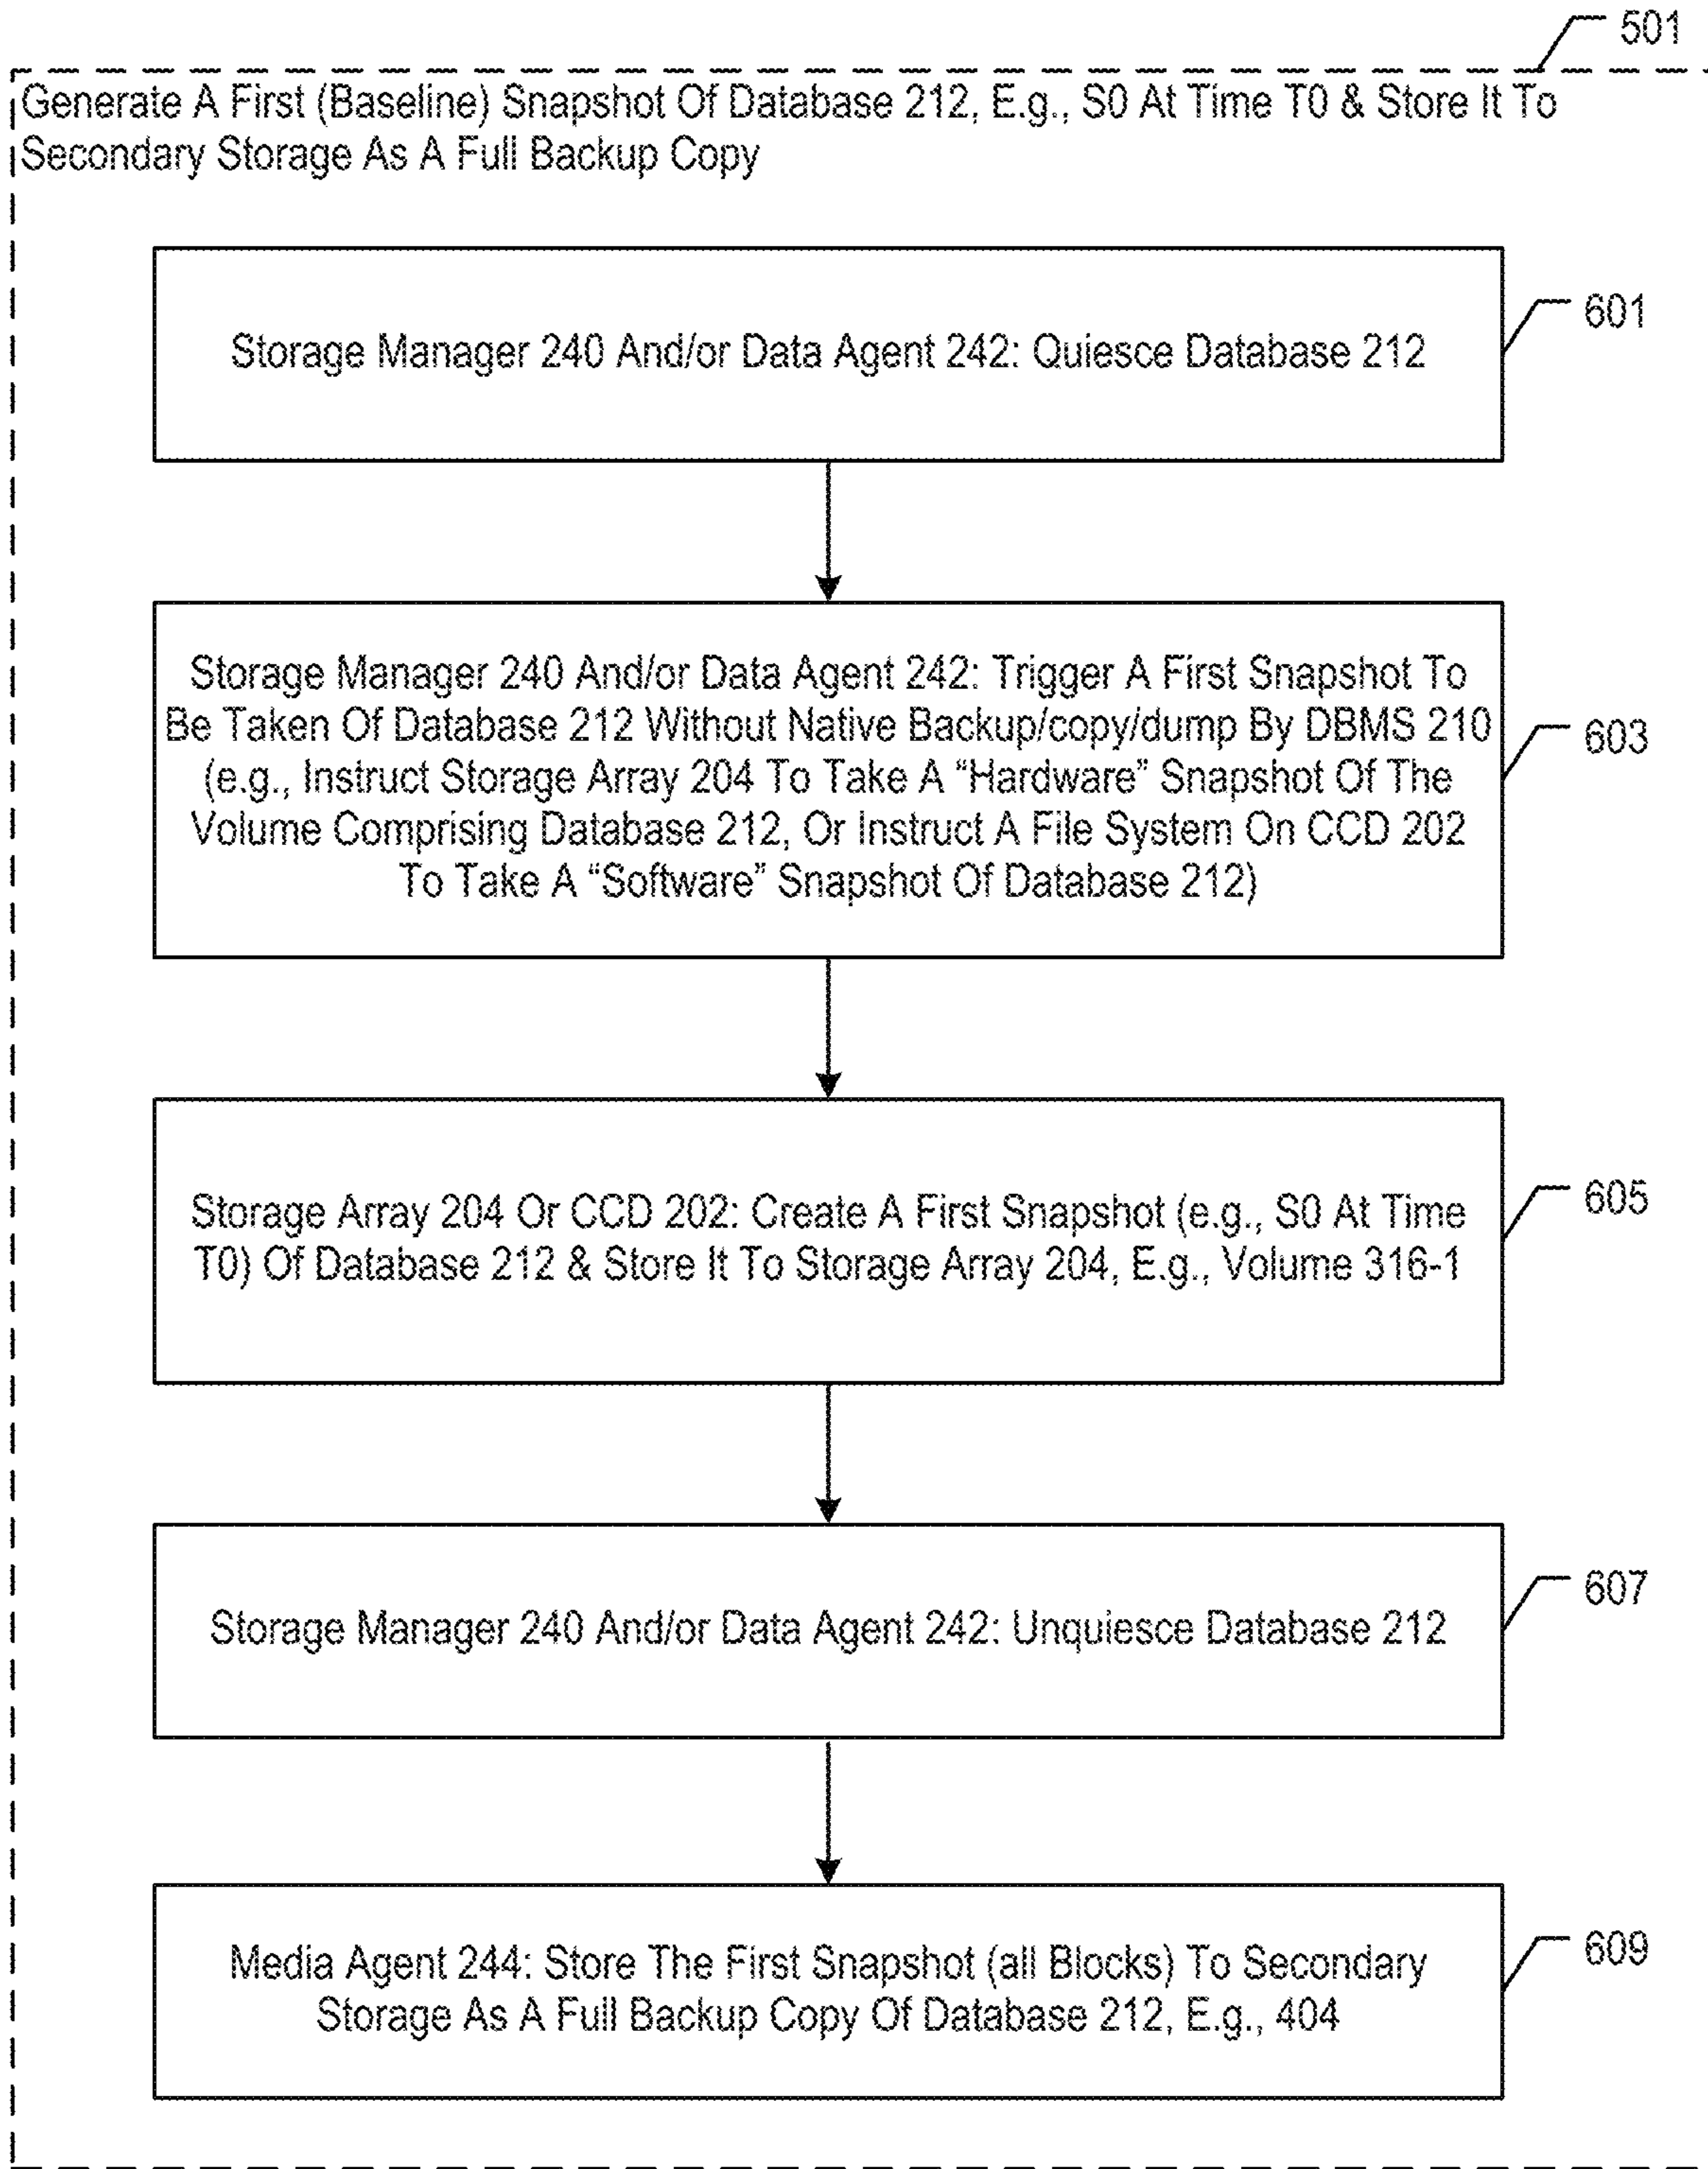 501
Generate A First (Baseline) Snapshot Of Database 212, E.g., S0 At Time T0 & Store It To
Secondary Storage As A Full Backup Copy
Storage Manager 240 And/or Data Agent 242: Quiesce Database 212
601
Storage Manager 240 And/or Data Agent 242: Trigger A First Snapshot To
Be Taken Of Database 212 Without Native Backup/copy/dump By DBMS 210
(e.g., Instruct Storage Array 204 To Take A “Hardware” Snapshot Of The
Volume Comprising Database 212, Or Instruct A File System On CCD 202
To Take A “Software” Snapshot Of Database 212)
603
Storage Array 204 Or CCD 202: Create A First Snapshot (e.g., S0 At Time
T0) Of Database 212 & Store It To Storage Array 204, E.g., Volume 316-1
605
Storage Manager 240 And/or Data Agent 242: Unquiesce Database 212
607
Media Agent 244: Store The First Snapshot (all Blocks) To Secondary
Storage As A Full Backup Copy Of Database 212, E.g., 404
609